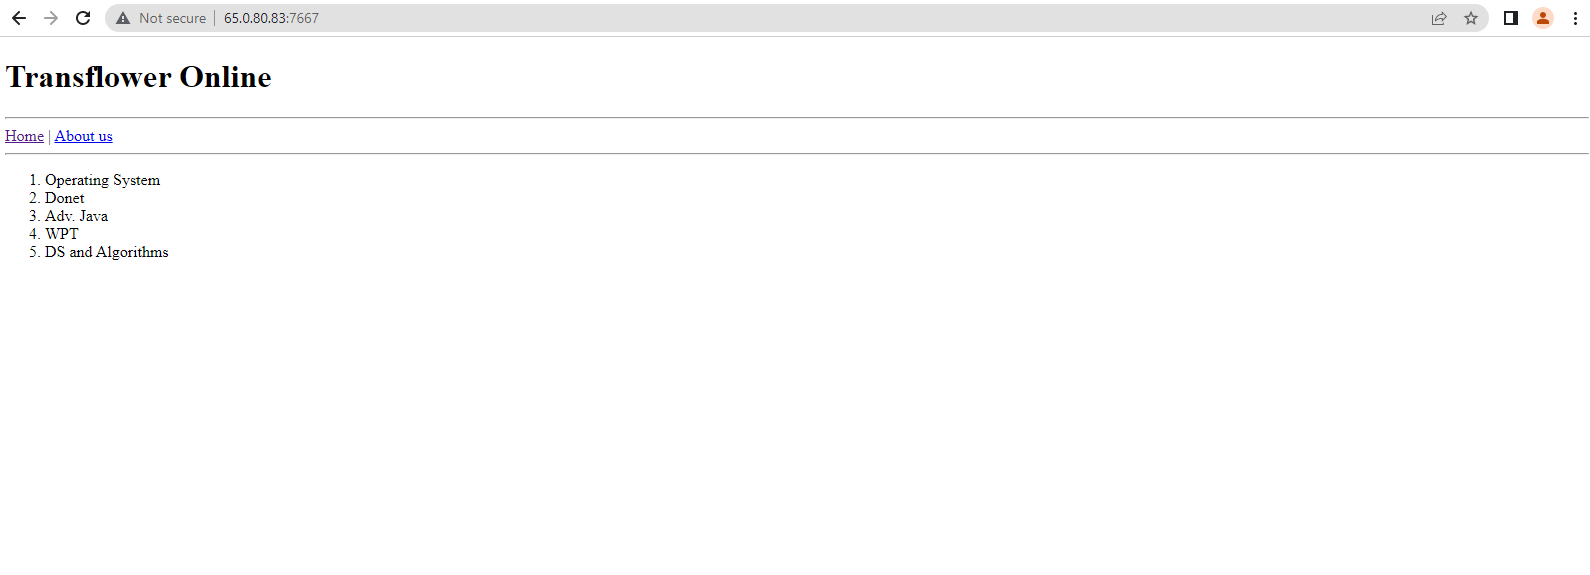 Not secure | 65.0.80.83:7667
Transflower Online
Home | About us
1. Operating System
2. Donet
3. Adv. Java
4. WPT
5. DS and Algorithms